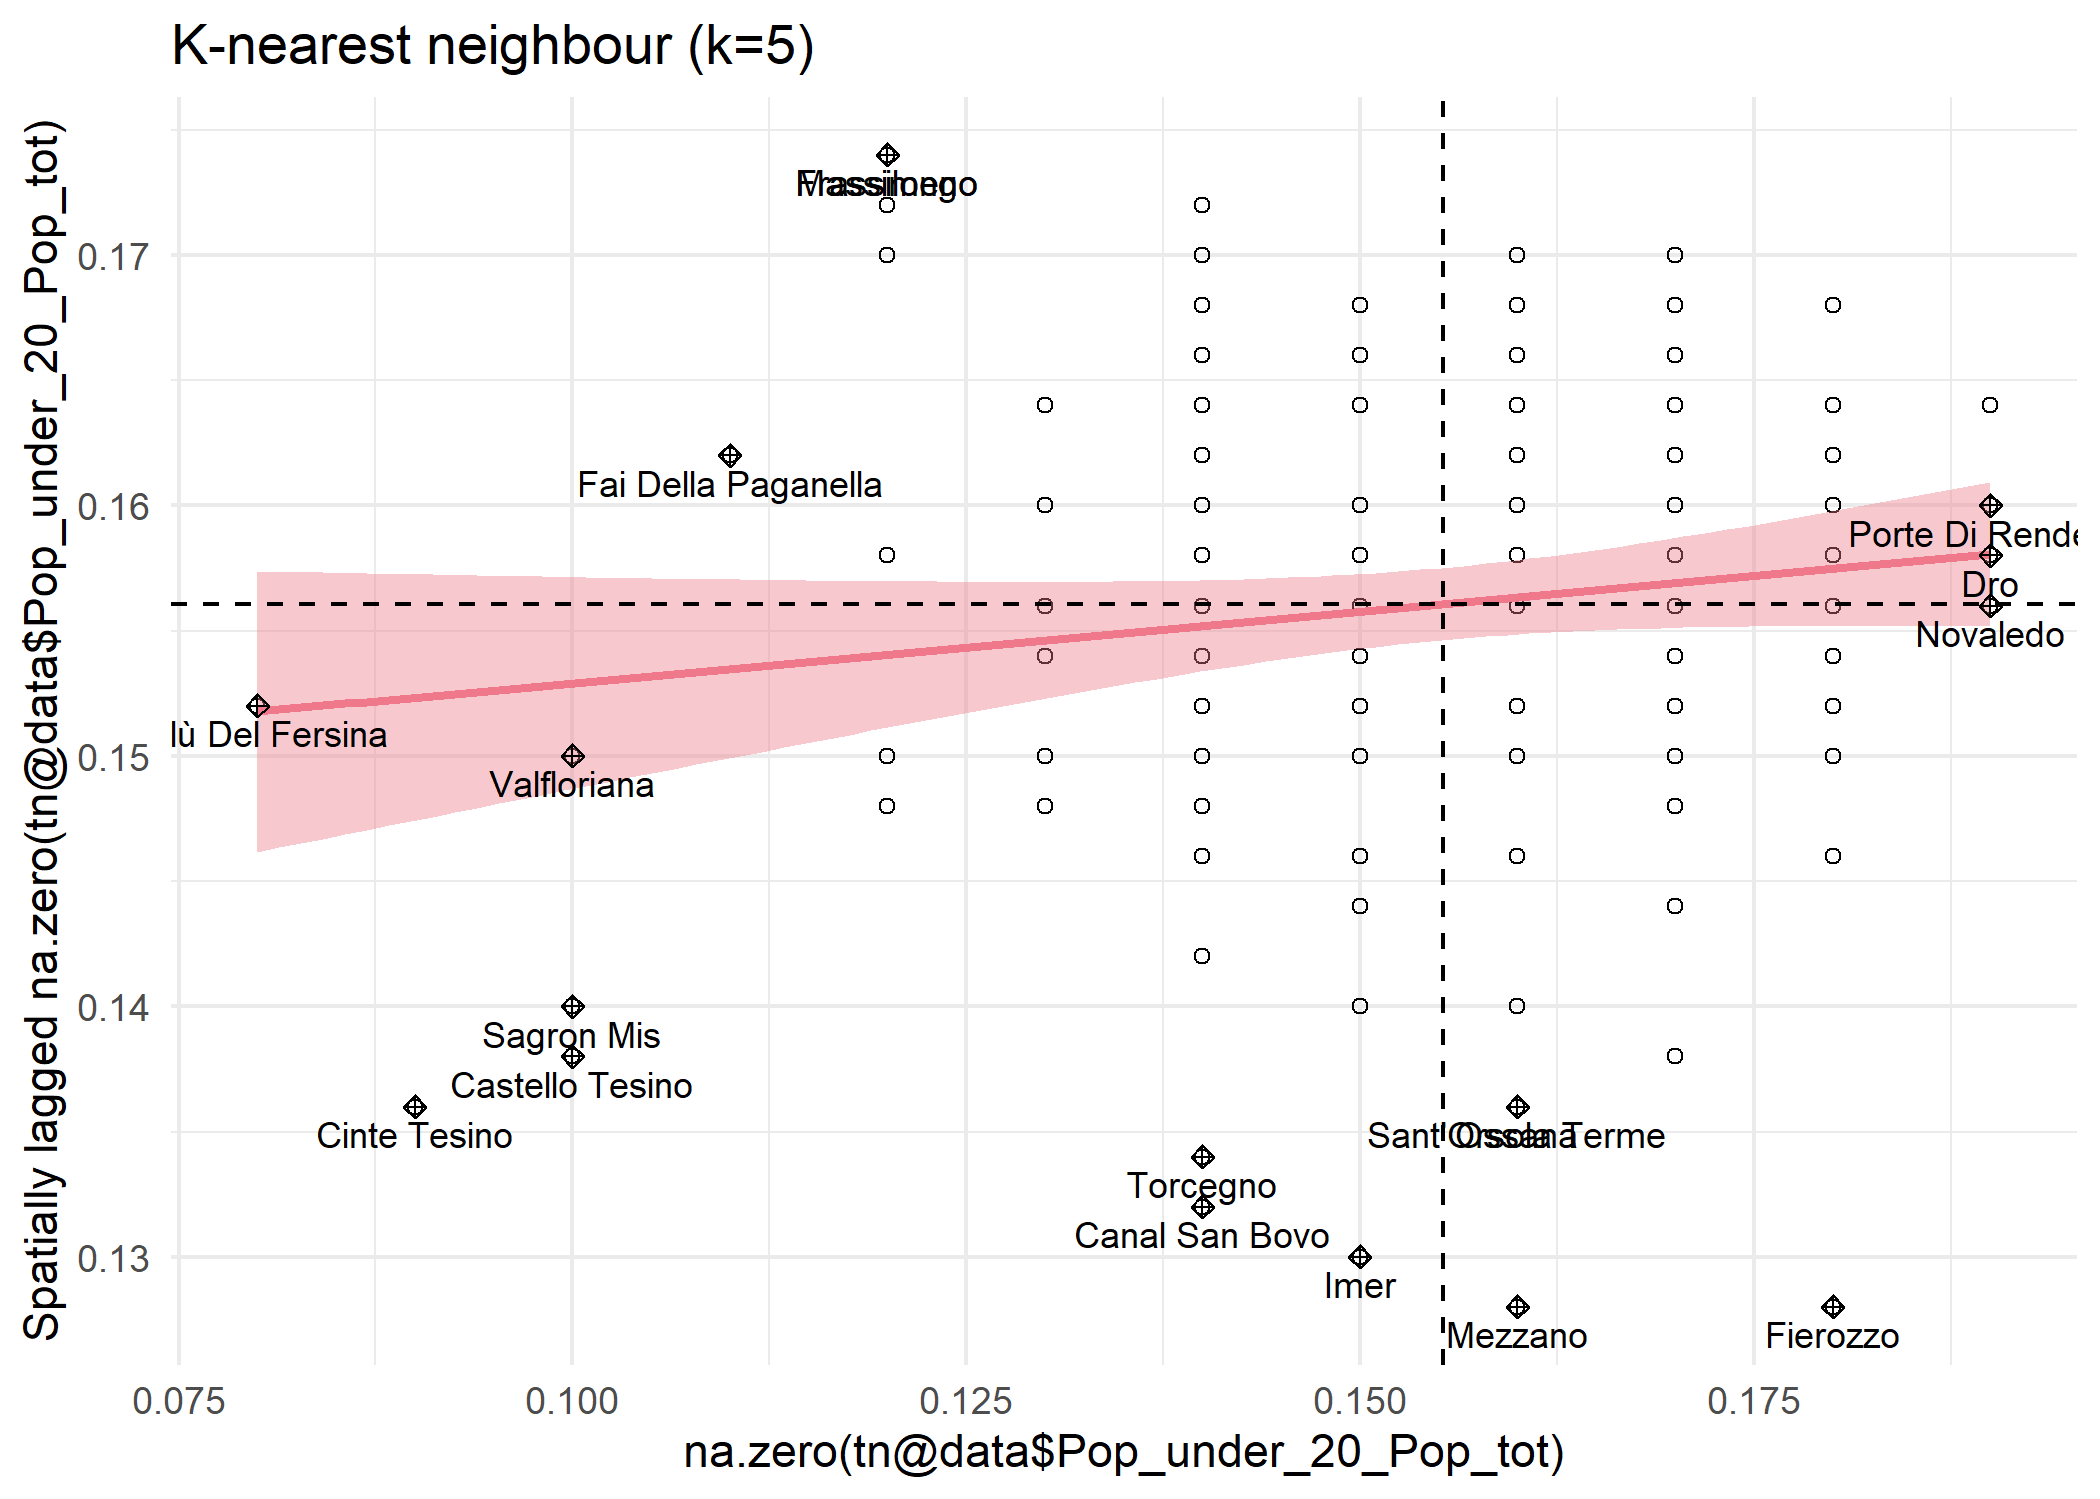 K-nearest neighbour (k=5)
Spatially lagged na.zero(tn@data$Pop_under_20_Pop_tot)
0.17
0.16
0.15
0.14
0.13
Fai Della Paganella
Porte Di Rende
Dro
Novaledo
lù Del Fersina
Valfloriana
Sagron Mis
Castello Tesino
Cinte Tesino
Sant'Orsola Terme
Torcegno
Canal San Bovo
Imer
Mezzano
Fierozzo
0.075
0.100
0.125
0.150
0.175
na.zero(tn@data$Pop_under_20_Pop_tot)